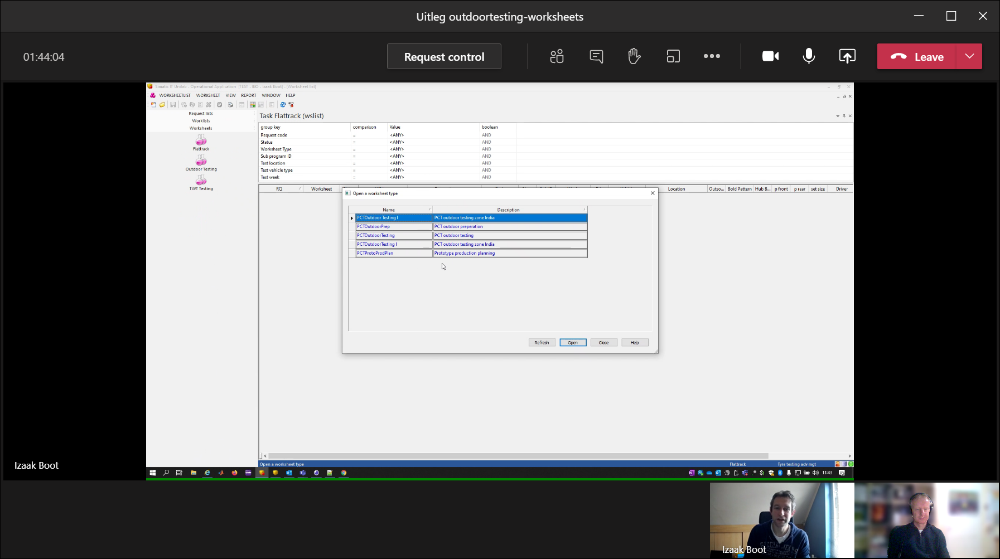 Uitleg outdoortesting-worksheets
01:44:04
Request control
Leave
Simatic IT Unilab - Operational Application (TEST - IBO - Izaak Boot) - (Worksheet list)
WORKSHEETLIST WORKSHEET VIEW REPORT WINDOW HELP
Request lists
Worklists
Worksheets
Flattrack
Outdoor Testing
TWT Testing
Task Flattrack (wslist)
group key comparison Value boolean
Request code = <ANY> AND
Status = <ANY> AND
Worksheet Type = <ANY> AND
Sub program ID = <ANY> AND
Test location = <ANY> AND
Test vehicle type = <ANY> AND
Test week = <ANY> AND
RQ Worksheet Location Outso... Bold Pattern Hub B... p front p rear set size Driver
Open a worksheet type
Name Description
PCTOutdoor Testing I PCT outdoor testing zone India
PCTOutdoorPrep PCT outdoor preperation
PCTOutdoorTesting PCT outdoor testing
PCTOutdoorTesting I PCT outdoor testing zone India
PCTProtoProdPlan Prototype production planning
Refresh Open Close Help
Open a worksheet type Flattrack Tyre testing adv mgt
11:43
Izaak Boot
Izaak Boot